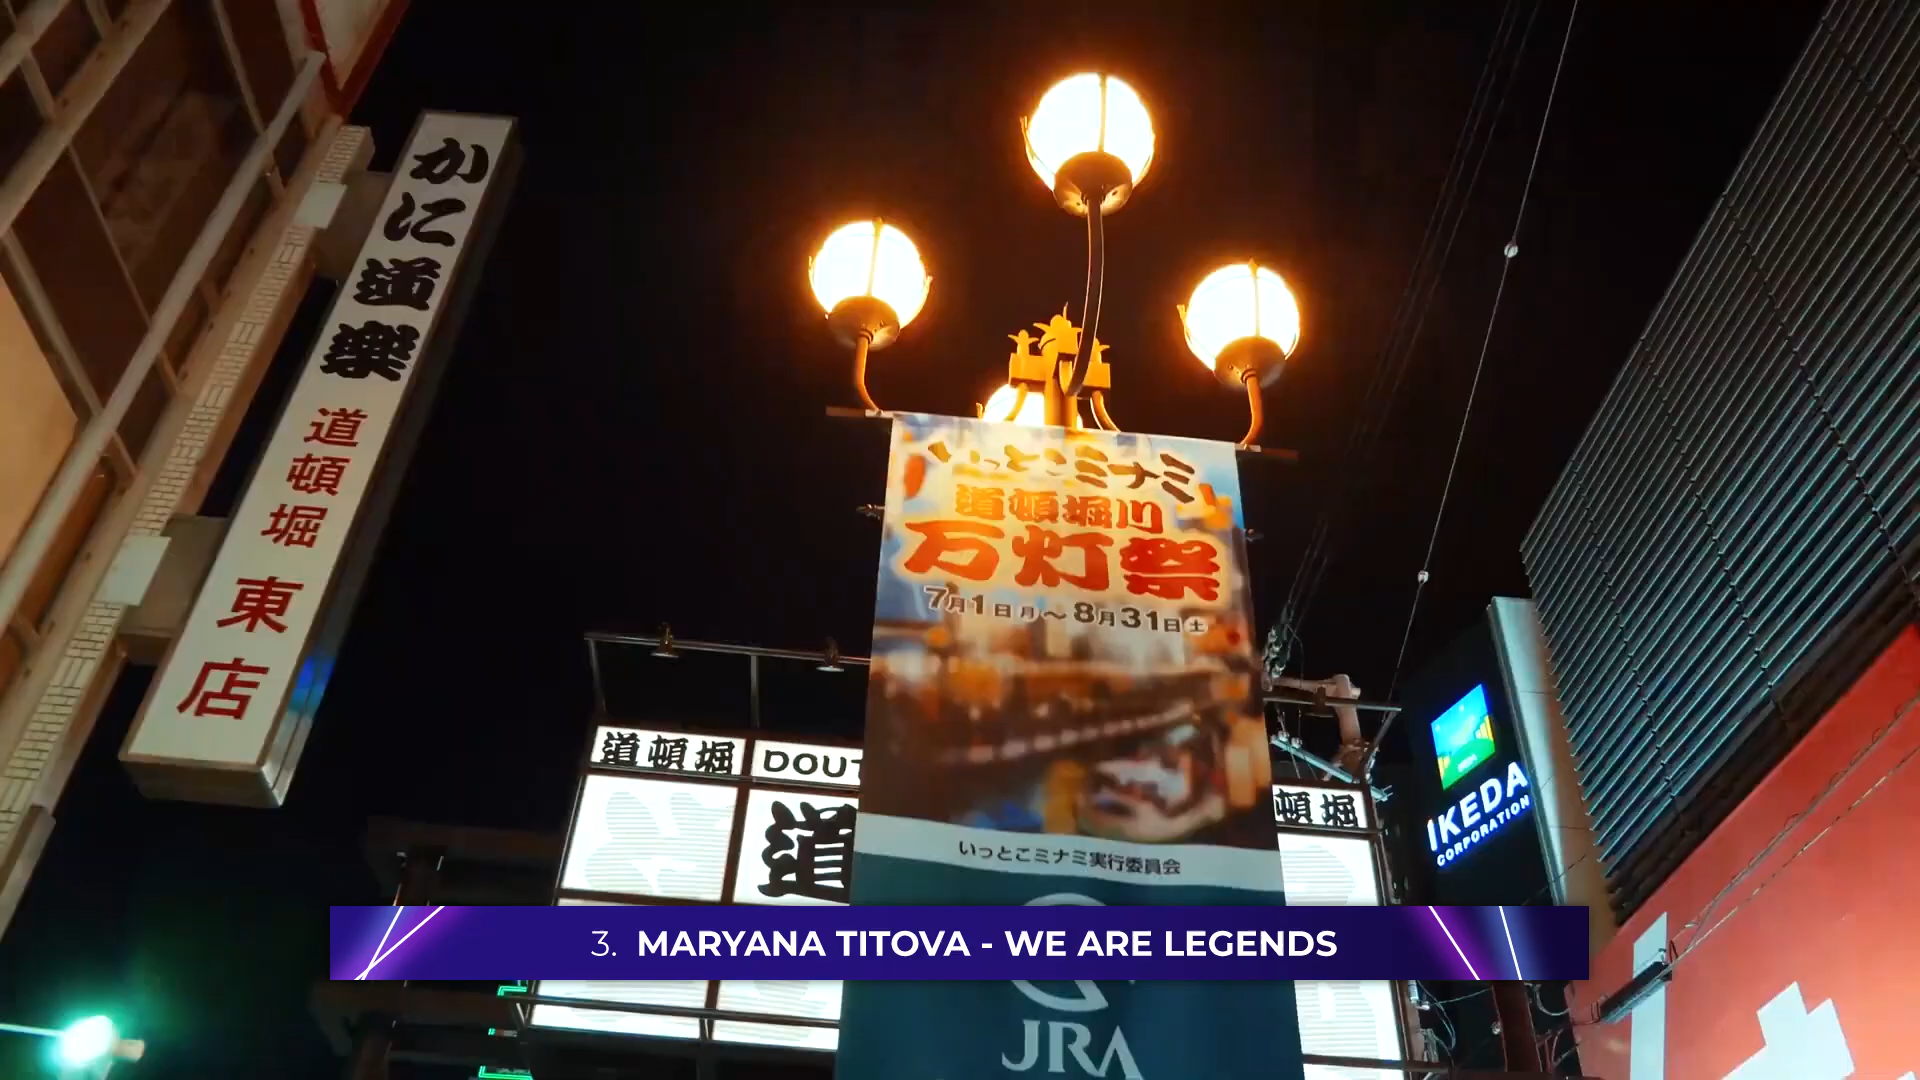 かに道楽
道頓堀
東店
いっとこミナミ
道頓堀川
万灯祭
7月1日月〜8月31日土
道頓堀
DOUT
道
頓堀
IKEDA
CORPORATION
いっとこミナミ実行委員会
3. MARYANA TITOVA - WE ARE LEGENDS
JRA